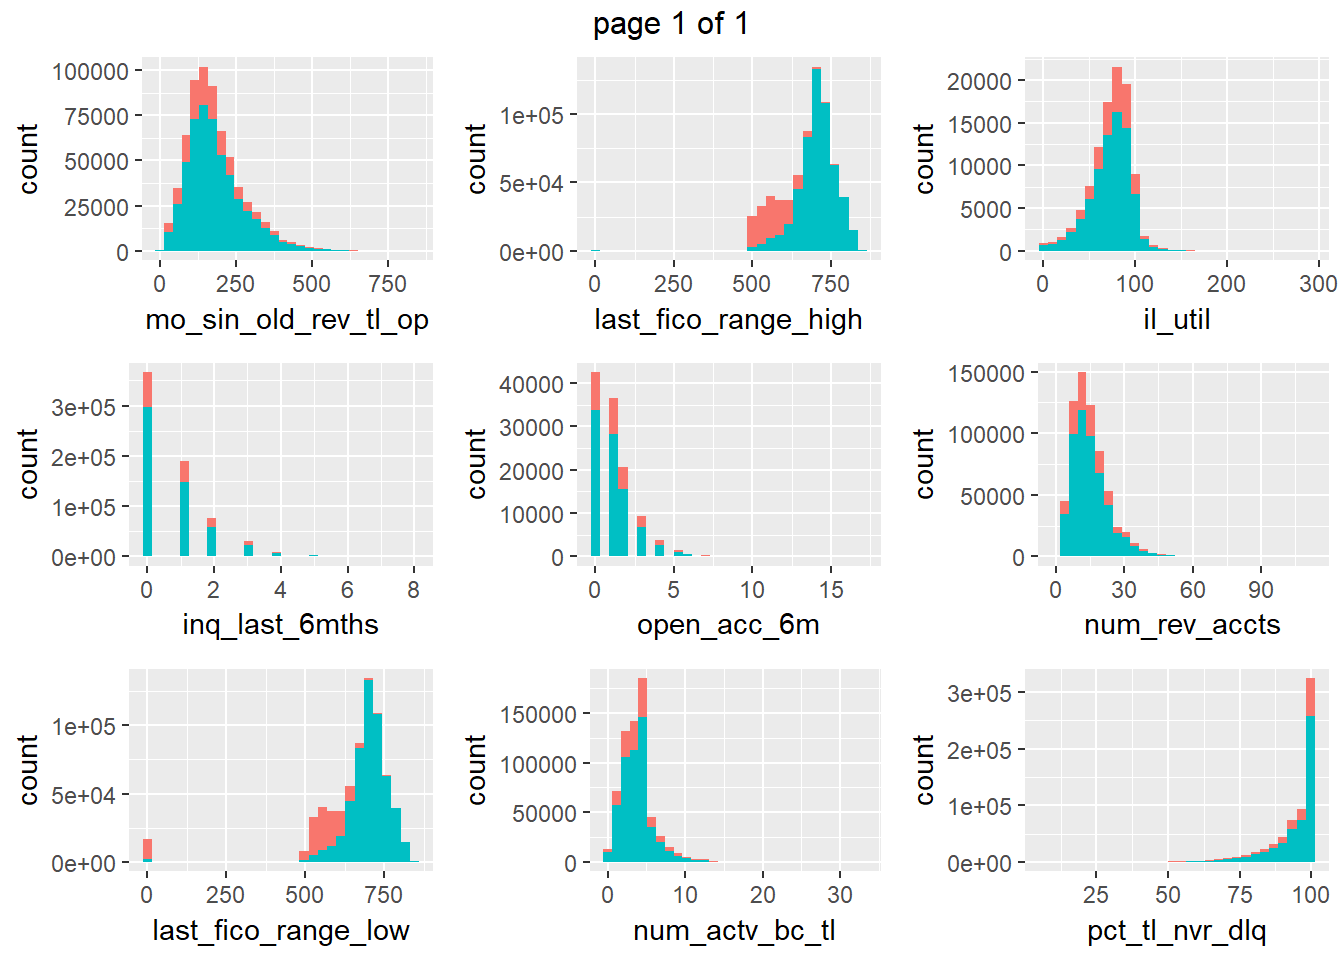 page 1 of 1
count
100000
75000
50000
25000
0
0 250 500 750
mo_sin_old_rev_tl_op
count
1e+05
5e+04
0e+00
0 250 500 750
last_fico_range_high
count
20000
15000
10000
5000
0
0 100 200 300
il_util
count
3e+05
2e+05
1e+05
0e+00
0 2 4 6 8
inq_last_6mths
count
40000
30000
20000
10000
0
0 5 10 15
open_acc_6m
count
150000
100000
50000
0
0 30 60 90
num_rev_accts
count
1e+05
5e+04
0e+00
0 250 500 750
last_fico_range_low
count
150000
100000
50000
0
0 10 20 30
num_actv_bc_tl
count
3e+05
2e+05
1e+05
0e+00
25 50 75 100
pct_tl_nvr_dlq